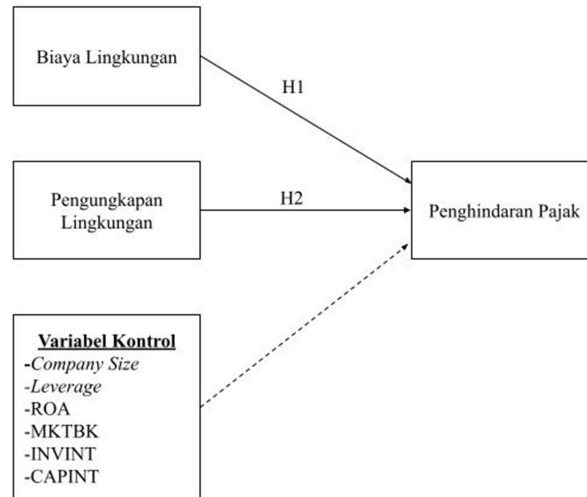 Biaya Lingkungan
H1
Pengungkapan
Lingkungan
H2
Penghindaran Pajak
Variabel Kontrol
-Company Size
-Leverage
-ROA
-MKTBK
-INVINT
-CAPINT